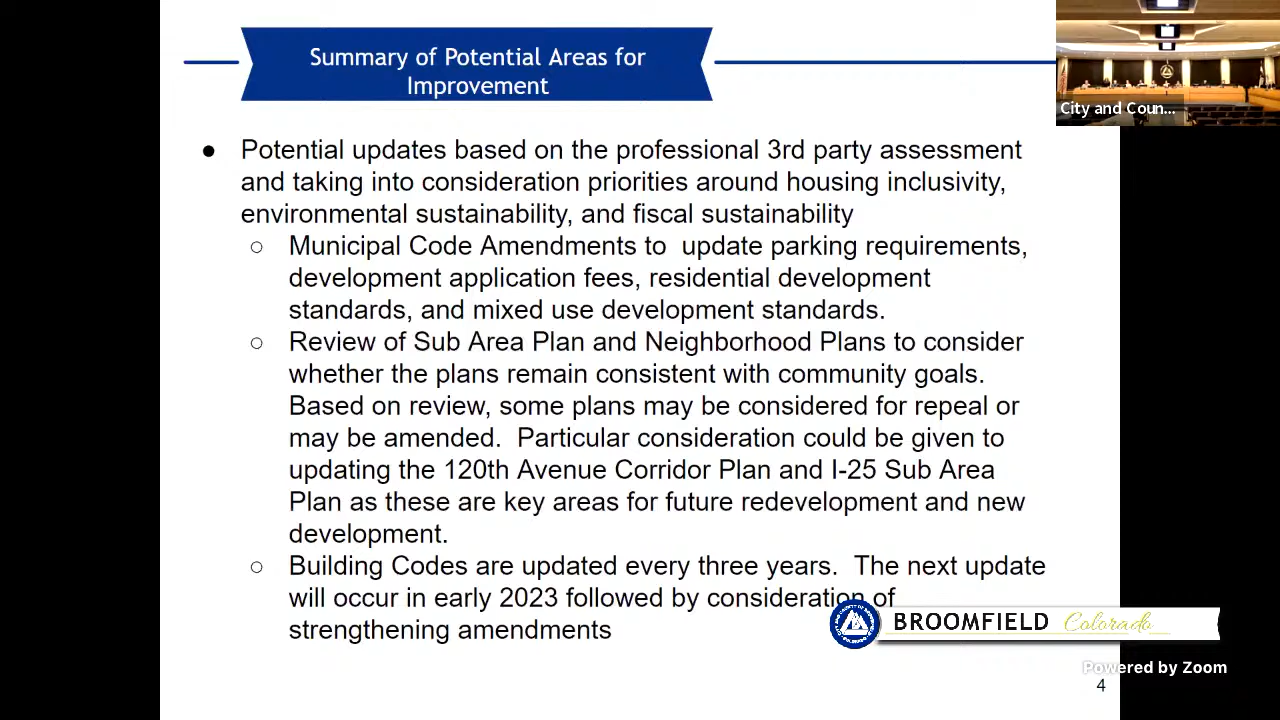 Summary of Potential Areas for
Improvement
City and Coun...
● Potential updates based on the professional 3rd party assessment
and taking into consideration priorities around housing inclusivity,
environmental sustainability, and fiscal sustainability
○ Municipal Code Amendments to  update parking requirements,
development application fees, residential development
standards, and mixed use development standards.
○ Review of Sub Area Plan and Neighborhood Plans to consider
whether the plans remain consistent with community goals.
Based on review, some plans may be considered for repeal or
may be amended.  Particular consideration could be given to
updating the 120th Avenue Corridor Plan and I-25 Sub Area
Plan as these are key areas for future redevelopment and new
development.
○ Building Codes are updated every three years.  The next update
will occur in early 2023 followed by consideration of
strengthening amendments
BROOMFIELD Colorado
Powered by Zoom
4